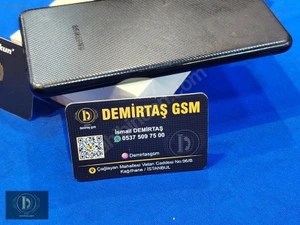 DEMİRTAŞ GSM
İsmail DEMİRTAŞ
0537 509 75 00
Demirtasgsm
Çağlayan Mahallesi Vatan Caddesi No:96/B
Kağıthane / İSTANBUL
SAMSUNG